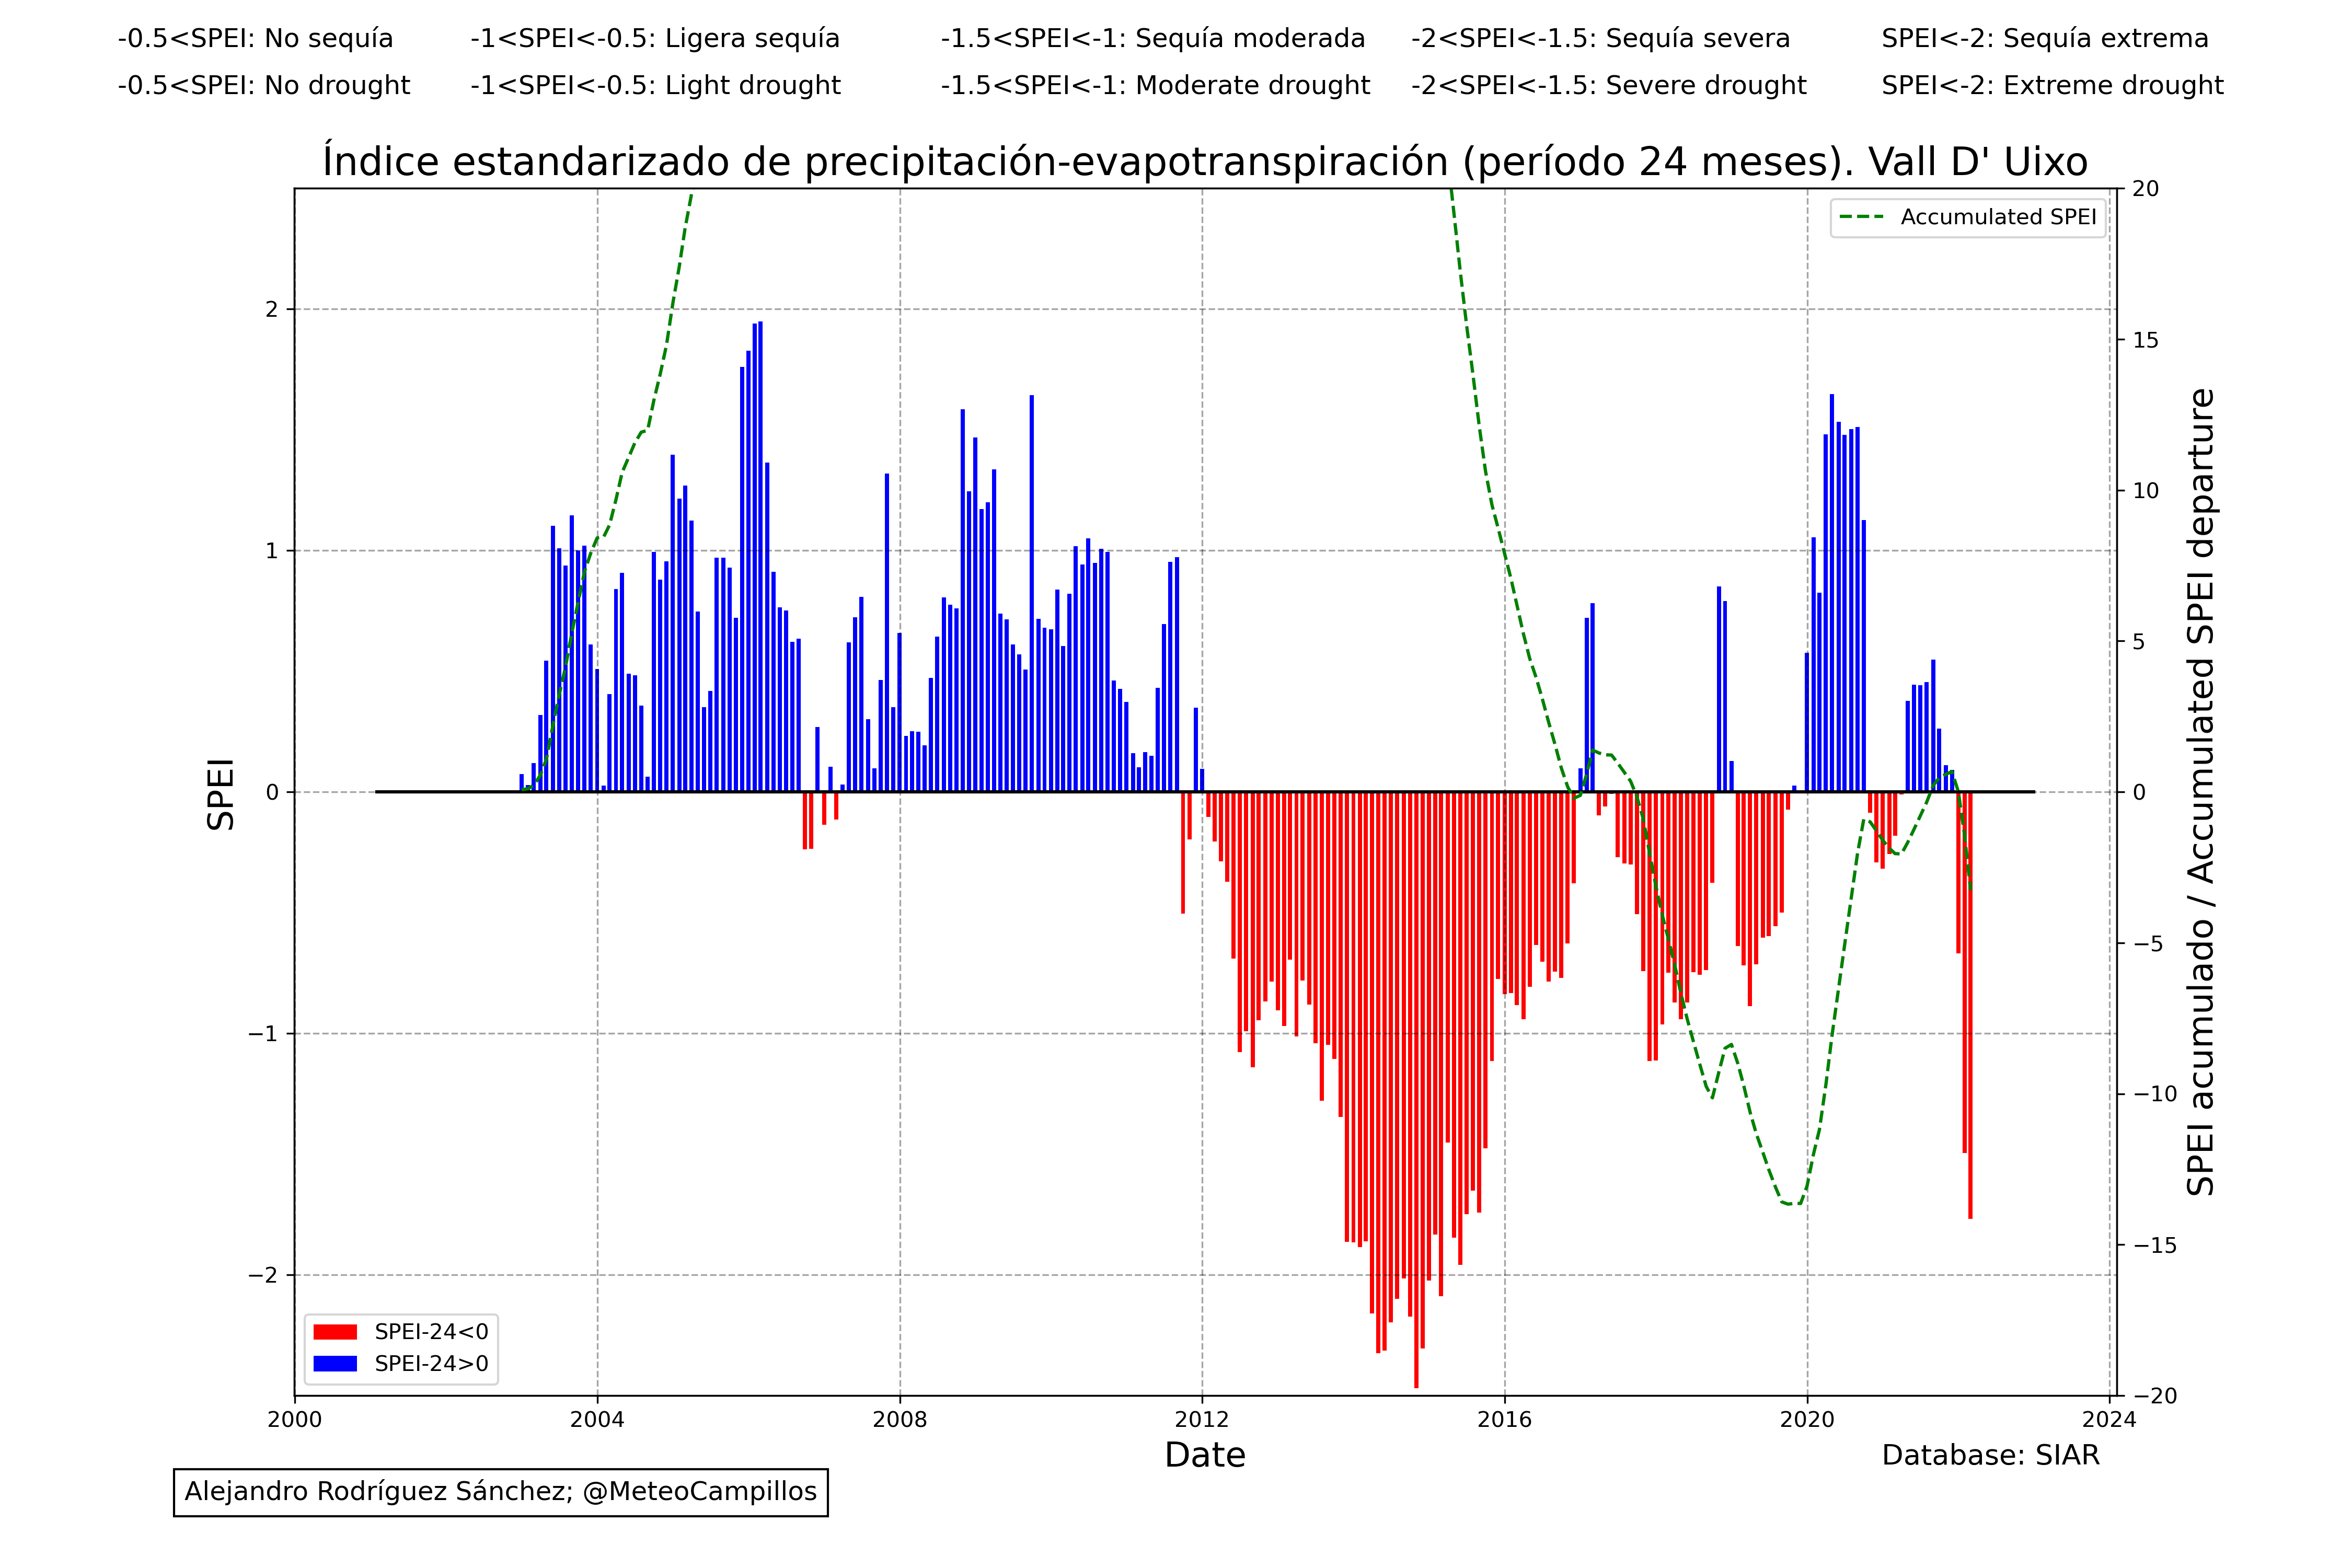 -0.5<SPEI: No sequía
-1<SPEI<-0.5: Ligera sequía
-1.5<SPEI<-1: Sequía moderada
-2<SPEI<-1.5: Sequía severa
SPEI<-2: Sequía extrema
-0.5<SPEI: No drought
-1<SPEI<-0.5: Light drought
-1.5<SPEI<-1: Moderate drought
-2<SPEI<-1.5: Severe drought
SPEI<-2: Extreme drought
Índice estandarizado de precipitación-evapotranspiración (período 24 meses). Vall D' Uixo
SPEI
2
1
0
−1
−2
Accumulated SPEI
SPEI-24<0
SPEI-24>0
20
15
10
5
0
−5
−10
−15
−20
SPEI acumulado / Accumulated SPEI departure
2000
2004
2008
2012
2016
2020
2024
Date
Database: SIAR
Alejandro Rodríguez Sánchez; @MeteoCampillos